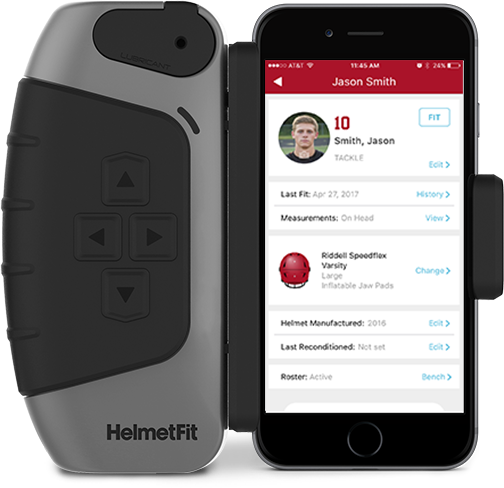 LUBRICANT
AT&T 11:45 AM 24%
Jason Smith
10 FIT
Smith, Jason
TACKLE
Edit >
Last Fit: Apr 27, 2017 History >
Measurements: On Head View >
Riddell Speedflex
Varsity
Change >
Large
Inflatable Jaw Pads
Helmet Manufactured: 2016 Edit >
Last Reconditioned: Not set Edit >
Roster: Active Bench >
HelmetFit